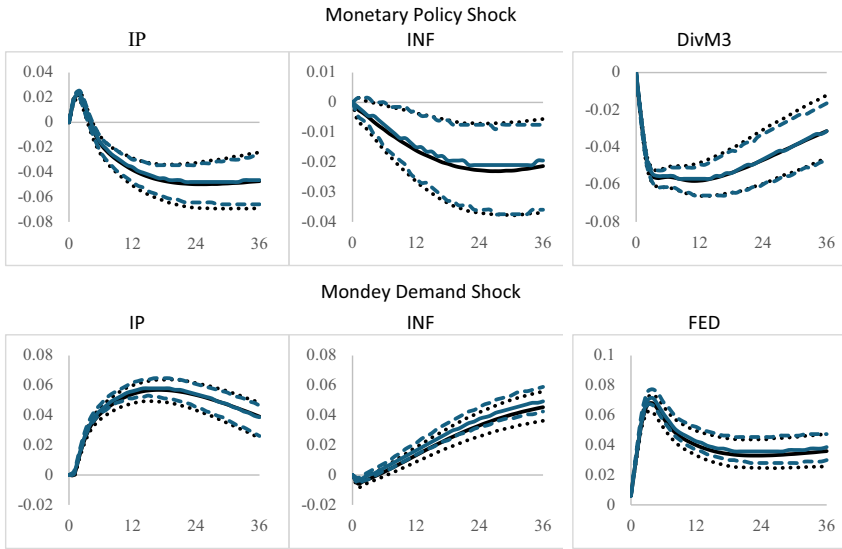 Monetary Policy Shock
IP INF DivM3
0.04 0.01 0
0.02 0 -0.02
0 -0.01 -0.04
-0.02 -0.02 -0.06
-0.04 -0.03 -0.08
-0.06 -0.04
-0.08
0 12 24 36 0 12 24 36 0 12 24 36
Mondey Demand Shock
IP INF FED
0.08 0.08 0.1
0.06 0.06 0.08
0.04 0.04 0.06
0.02 0.02 0.04
0 0 0.02
-0.02 -0.02 0
0 12 24 36 0 12 24 36 0 12 24 36